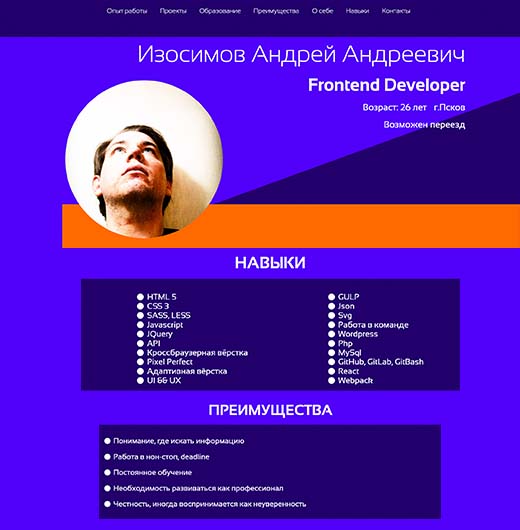 Опыт работы Проекты Образование Преимущества О себе Навыки Контакты
Изосимов Андрей Андреевич
Frontend Developer
Возраст: 26 лет г.Псков
Возможен переезд
НАВЫКИ
HTML 5
CSS 3
SASS, LESS
Javascript
JQuery
API
Кроссбраузерная вёрстка
Pixel Perfect
Адаптивная вёрстка
UI && UX
GULP
Json
Svg
Работа в команде
Wordpress
Php
MySql
GitHub, GitLab, GitBash
React
Webpack
ПРЕИМУЩЕСТВА
Понимание, где искать информацию
Работа в нон-стоп, deadline
Постоянное обучение
Необходимость развиваться как профессионал
Честность, иногда воспринимается как неуверенность